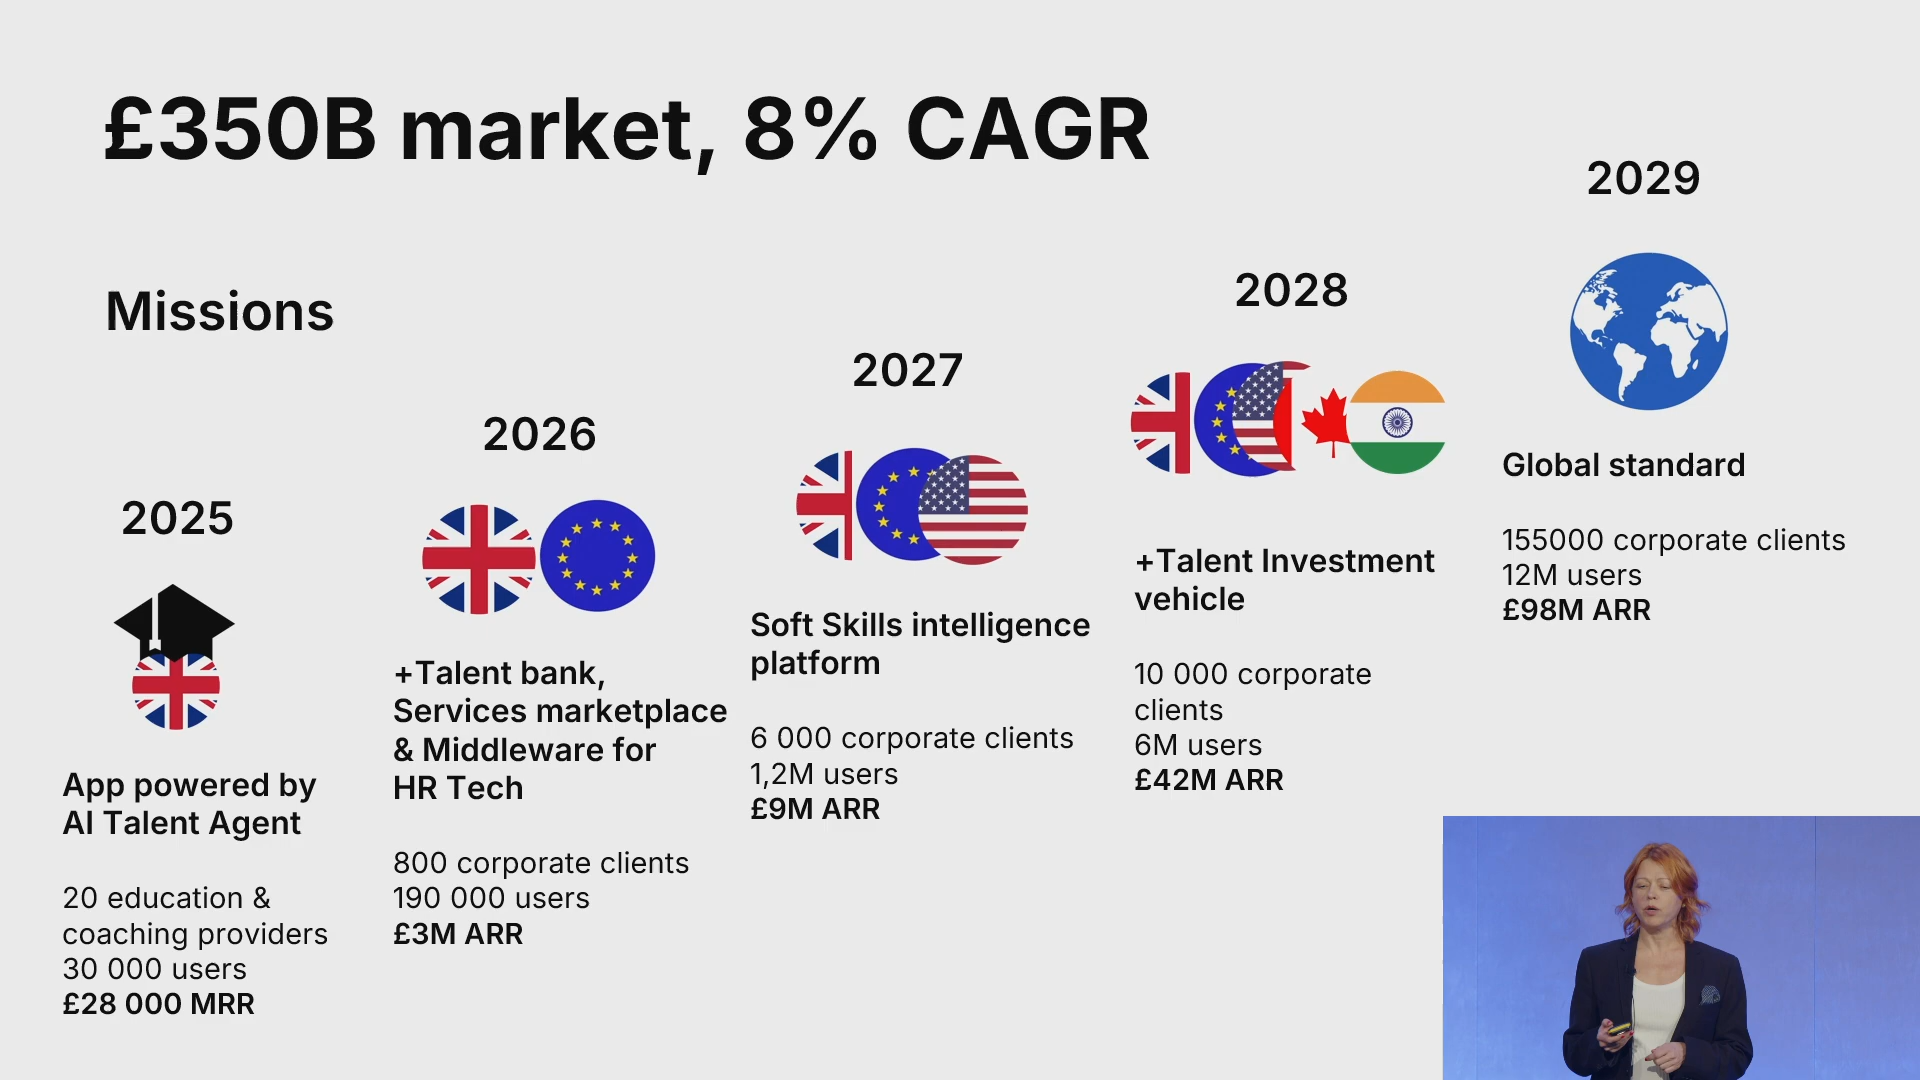 £350B market, 8% CAGR
Missions
2025
App powered by
AI Talent Agent
20 education &
coaching providers
30 000 users
£28 000 MRR
2026
+Talent bank,
Services marketplace
& Middleware for
HR Tech
800 corporate clients
190 000 users
£3M ARR
2027
Soft Skills intelligence
platform
6 000 corporate clients
1,2M users
£9M ARR
2028
+Talent Investment
vehicle
10 000 corporate
clients
6M users
£42M ARR
2029
Global standard
155000 corporate clients
12M users
£98M ARR